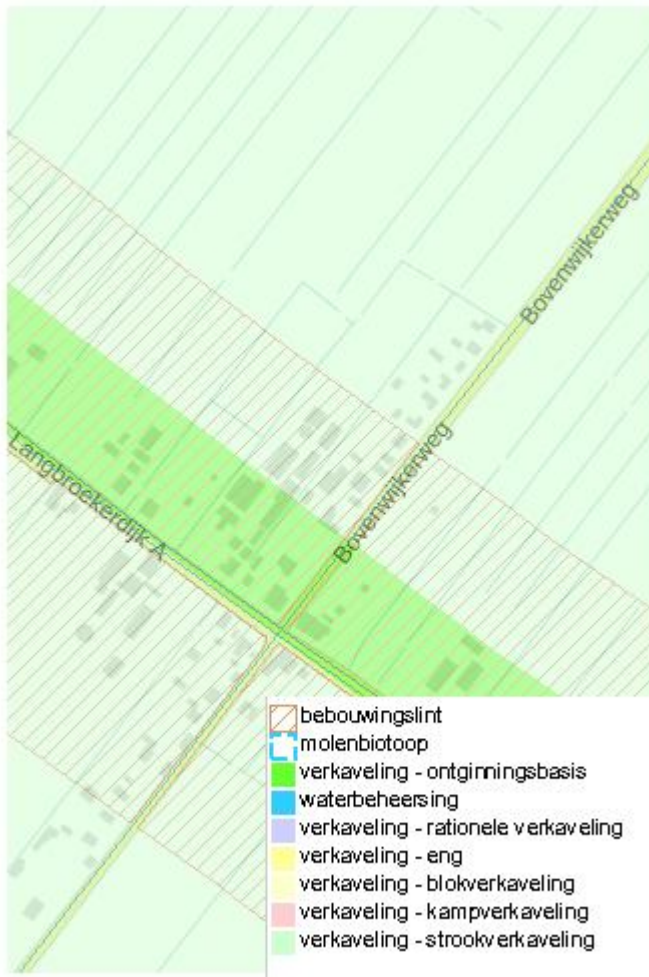 Bovenwijkerweg
Bovenwijkerweg
Langbroekerdijk A
bebouwingslint
molenbiotoop
verkaveling - ontginningsbasis
waterbeheersing
verkaveling - rationele verkaveling
verkaveling - eng
verkaveling - blokverkaveling
verkaveling - kampverkaveling
verkaveling - strookverkaveling